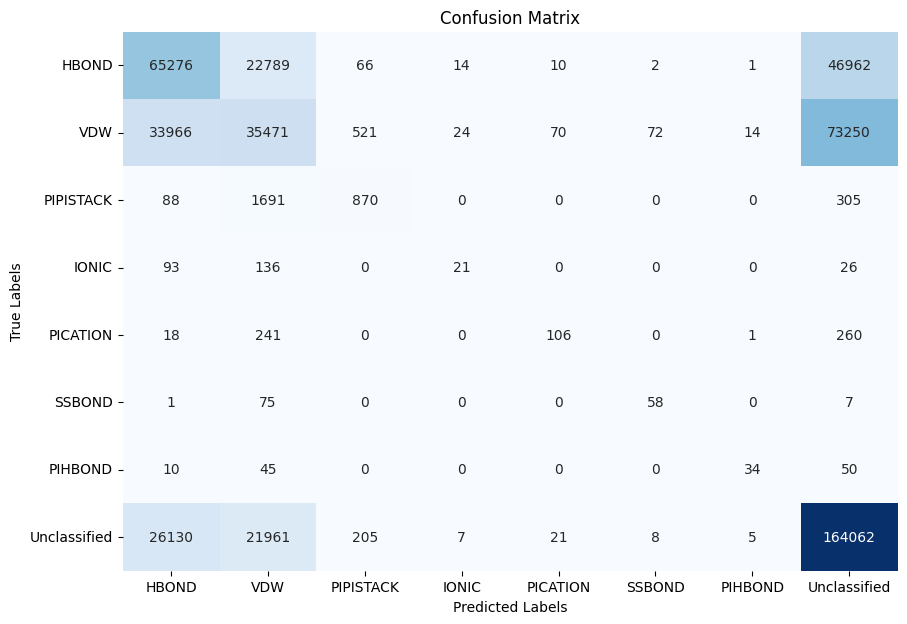 Confusion Matrix
HBOND 65276 22789 66 14 10 2 1 46962
VDW 33966 35471 521 24 70 72 14 73250
PIPISTACK 88 1691 870 0 0 0 0 305
IONIC 93 136 0 21 0 0 0 26
PICATION 18 241 0 0 106 0 1 260
SSBOND 1 75 0 0 0 58 0 7
PIHBOND 10 45 0 0 0 0 34 50
Unclassified 26130 21961 205 7 21 8 5 164062
HBOND VDW PIPISTACK IONIC PICATION SSBOND PIHBOND Unclassified
Predicted Labels
True Labels